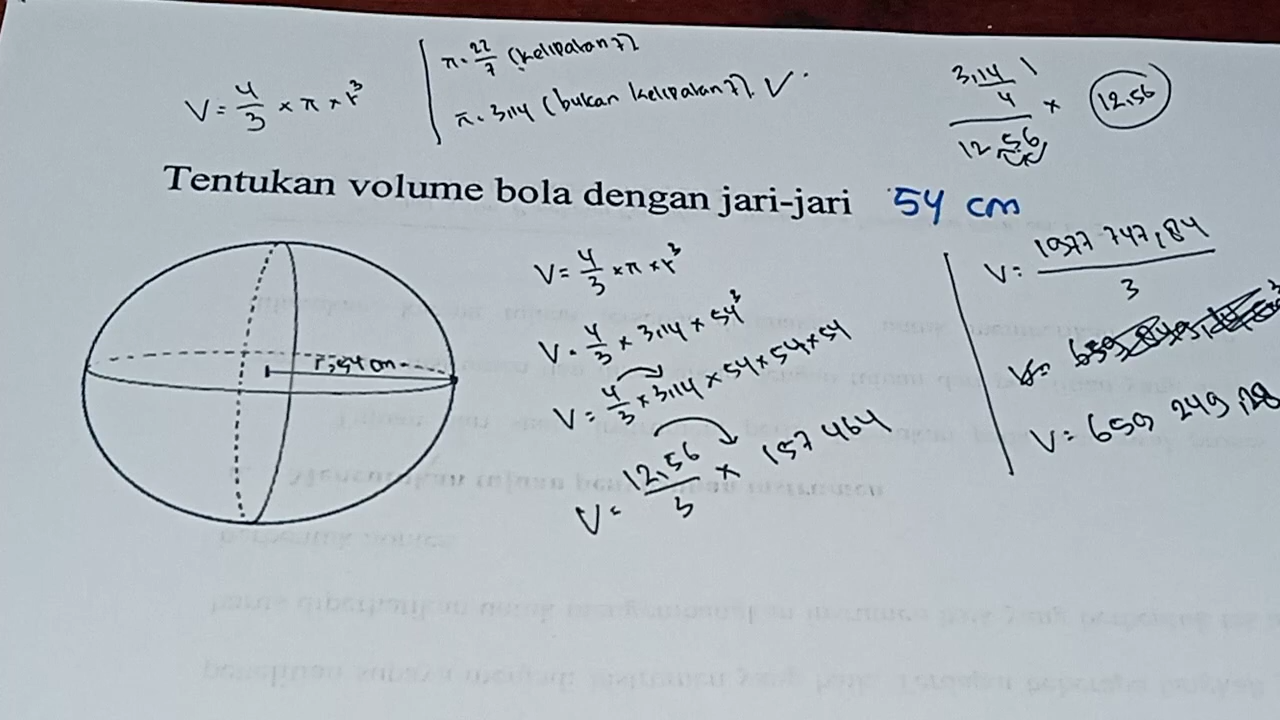 V = 4/3 × π × r³
π = 22/7 (kelipatan 7)
π = 3,14 (bukan kelipatan 7). V
3,14
4 ×
12,56
12,56
Tentukan volume bola dengan jari-jari 54 cm
r, 54 cm
V = 4/3 × π × r³
V = 4/3 × 3,14 × 54³
V = 4/3 × 3,14 × 54 × 54 × 54
V = 12,56/3 × 157 464
V = 1977 747,84/3
V = 659 249,28